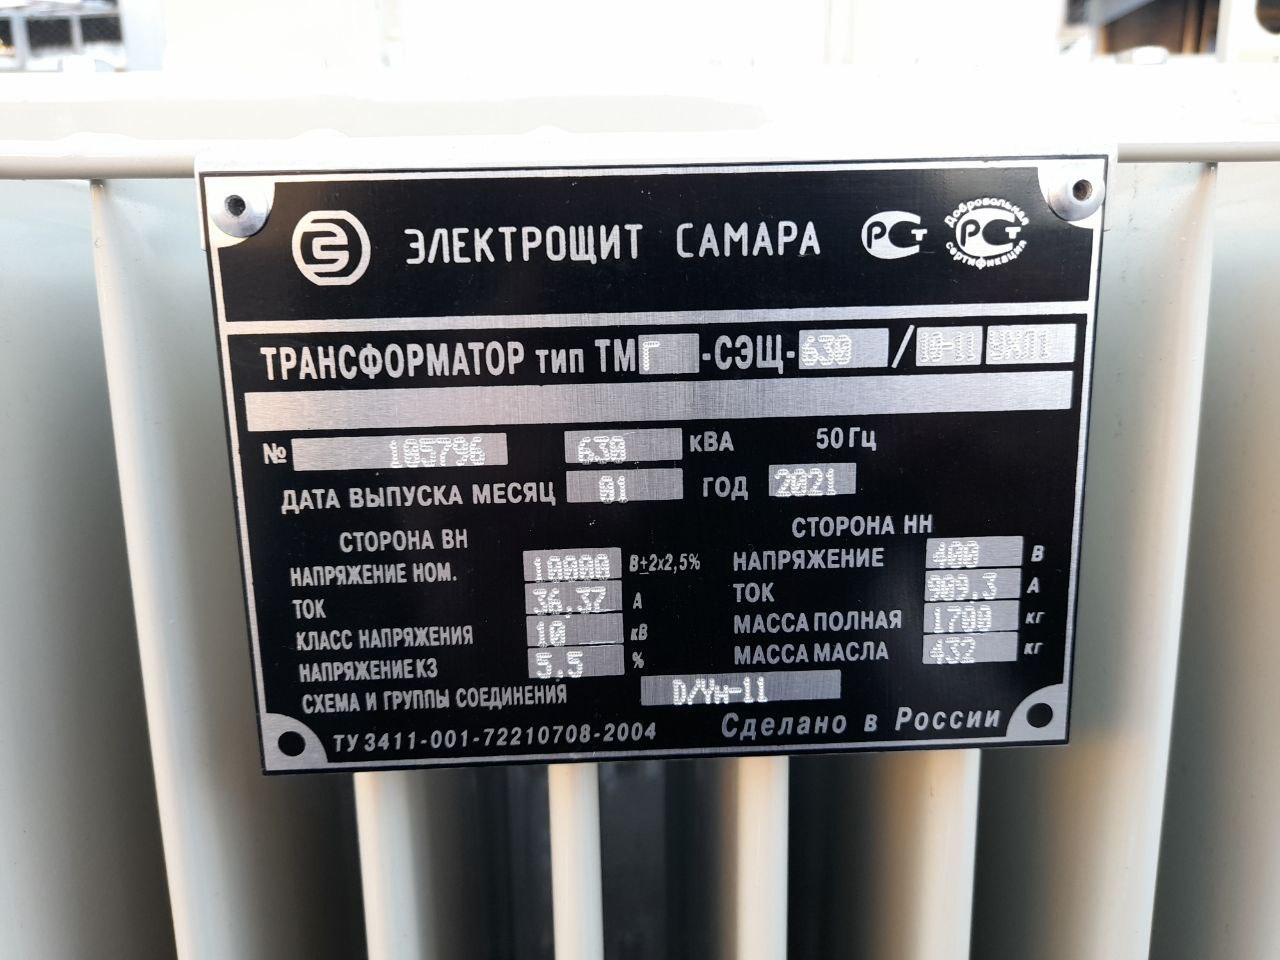 ЭЛЕКТРОЩИТ САМАРА РСТ Добровольная РСТ сертификация
ТРАНСФОРМАТОР тип ТМГ-СЭЩ-630/10-11 УХЛ1
№ 105796 630 кВА 50 Гц
ДАТА ВЫПУСКА МЕСЯЦ 01 ГОД 2021
СТОРОНА ВН
НАПРЯЖЕНИЕ НОМ. 10000 В±2х2,5%
ТОК 36,37 А
КЛАСС НАПРЯЖЕНИЯ 10 кВ
НАПРЯЖЕНИЕ КЗ 5,5 %
СТОРОНА НН
НАПРЯЖЕНИЕ 400 В
ТОК 909,3 А
МАССА ПОЛНАЯ 1700 кг
МАССА МАСЛА 432 кг
СХЕМА И ГРУППЫ СОЕДИНЕНИЯ D/Yн-11
ТУ 3411-001-72210708-2004 Сделано в России